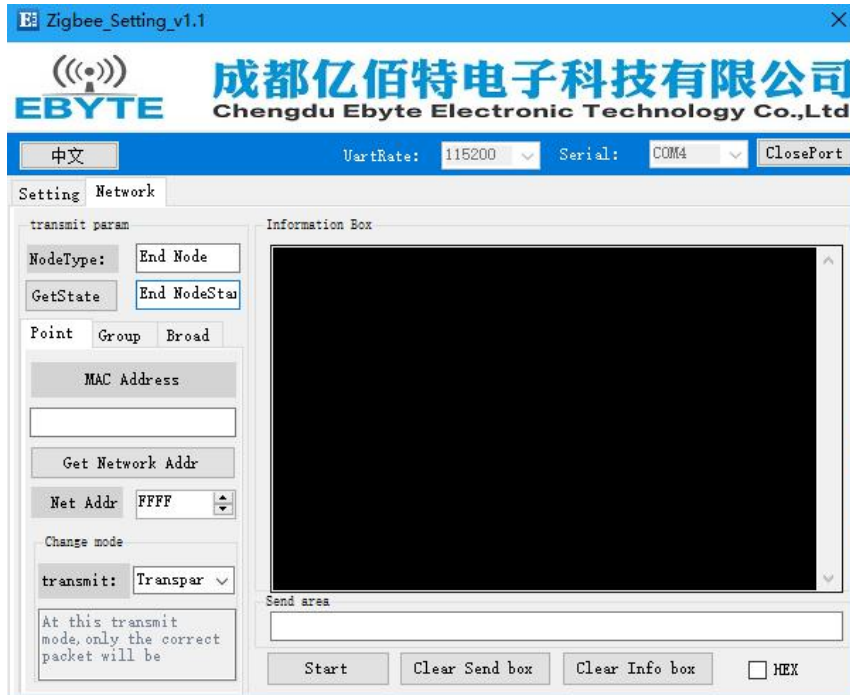 Zigbee_Setting_v1.1
EBYTE
成都亿佰特电子科技有限公司
Chengdu Ebyte Electronic Technology Co.,Ltd
中文
UartRate:
115200
Serial:
COM4
ClosePort
Setting
Network
transmit param
NodeType:
End Node
GetState
End NodeStar
Point
Group
Broad
MAC Address
Get Network Addr
Net Addr
FFFF
Change mode
transmit:
Transpar
At this transmit
mode,only the correct
packet will be
Information Box
Send area
Start
Clear Send box
Clear Info box
HEX